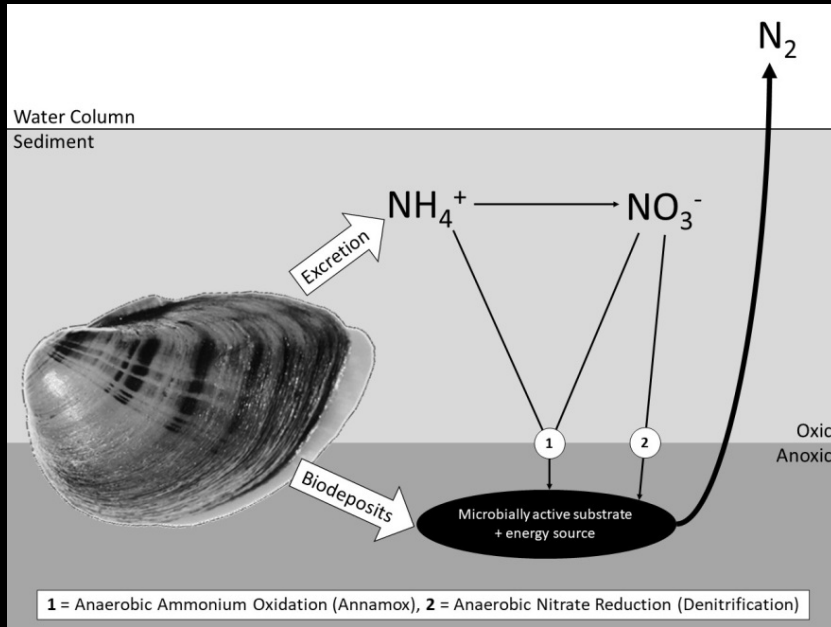 N₂
Water Column
Sediment
NH₄⁺
NO₃⁻
Excretion
1
2
Oxic
Anoxic
Biodeposits
Microbially active substrate
+ energy source
1 = Anaerobic Ammonium Oxidation (Annamox), 2 = Anaerobic Nitrate Reduction (Denitrification)